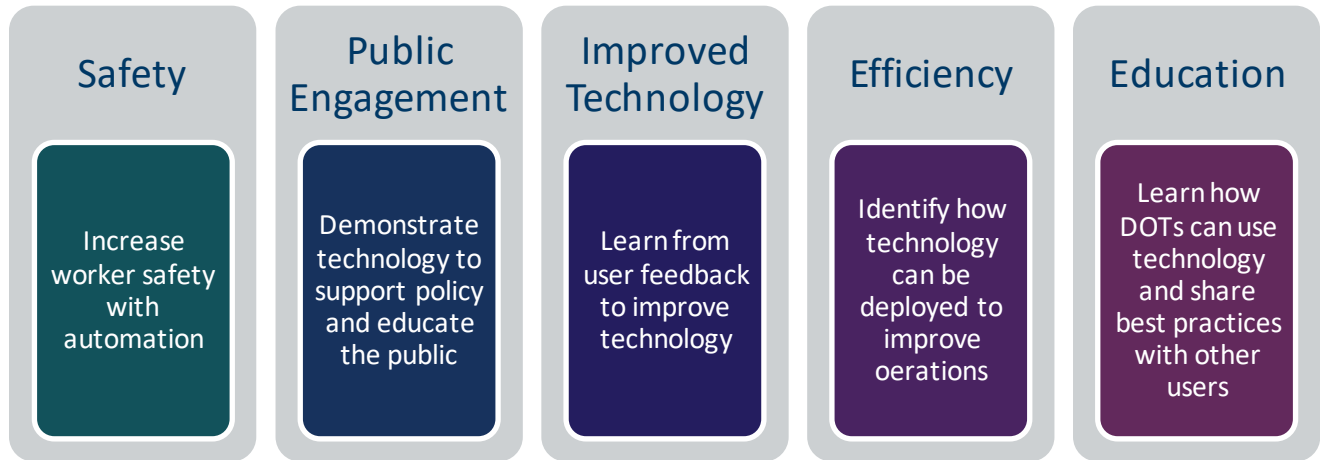 Safety
Increase
worker safety
with
automation
Public
Engagement
Demonstrate
technology to
support policy
and educate
the public
Improved
Technology
Learn from
user feedback
to improve
technology
Efficiency
Identify how
technology
can be
deployed to
improve
oerations
Education
Learn how
DOTs can use
technology
and share
best practices
with other
users